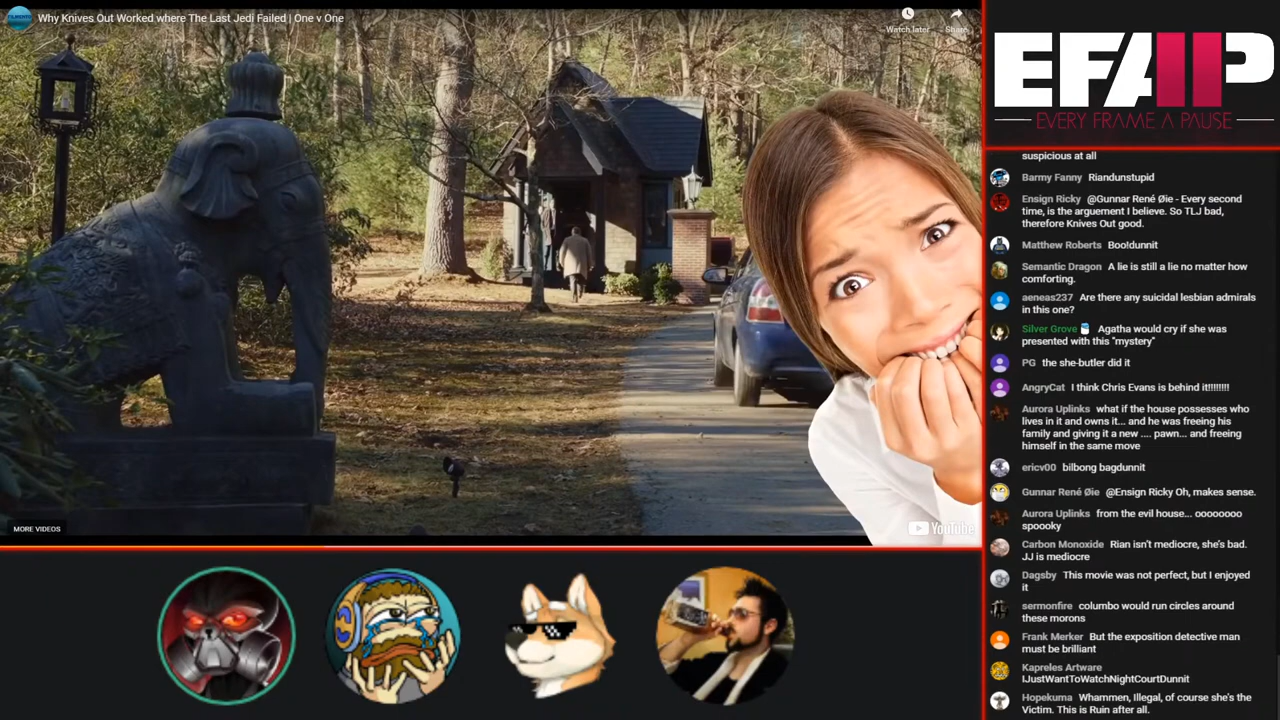 Why Knives Out Worked where The Last Jedi Failed | One v One
Watch later
Share
MORE VIDEOS
YouTube
EFAP
EVERY FRAME A PAUSE
suspicious at all
Barmy Fanny Riandunstupid
Ensign Ricky @Gunnar René Øie - Every second
time, is the arguement I believe. So TLJ bad,
therefore Knives Out good.
Matthew Roberts Boo!dunnit
Semantic Dragon A lie is still a lie no matter how
comforting.
aeneas237 Are there any suicidal lesbian admirals
in this one?
Silver Grove Agatha would cry if she was
presented with this "mystery"
PG the she-butler did it
AngryCat I think Chris Evans is behind it!!!!!!!!
Aurora Uplinks what if the house possesses who
lives in it and owns it... and he was freeing his
family and giving it a new .... pawn... and freeing
himself in the same move
ericv00 bilbong bagdunnit
Gunnar René Øie @Ensign Ricky Oh, makes sense.
Aurora Uplinks from the evil house... oooooooo
spoooky
Carbon Monoxide Rian isn't mediocre, she's bad.
JJ is mediocre
Dagsby This movie was not perfect, but I enjoyed
it
sermonfire columbo would run circles around
these morons
Frank Merker But the exposition detective man
must be brilliant
Kapreles Artware
IJustWantToWatchNightCourtDunnit
Hopekuma Whammen, Illegal, of course she's the
Victim. This is Ruin after all.